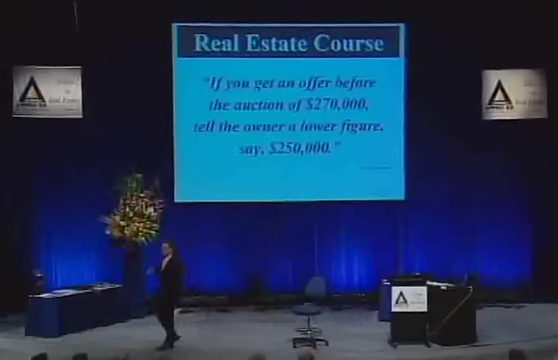 Real Estate Course
"If you get an offer before
the auction of $270,000,
tell the owner a lower figure,
say, $250,000."